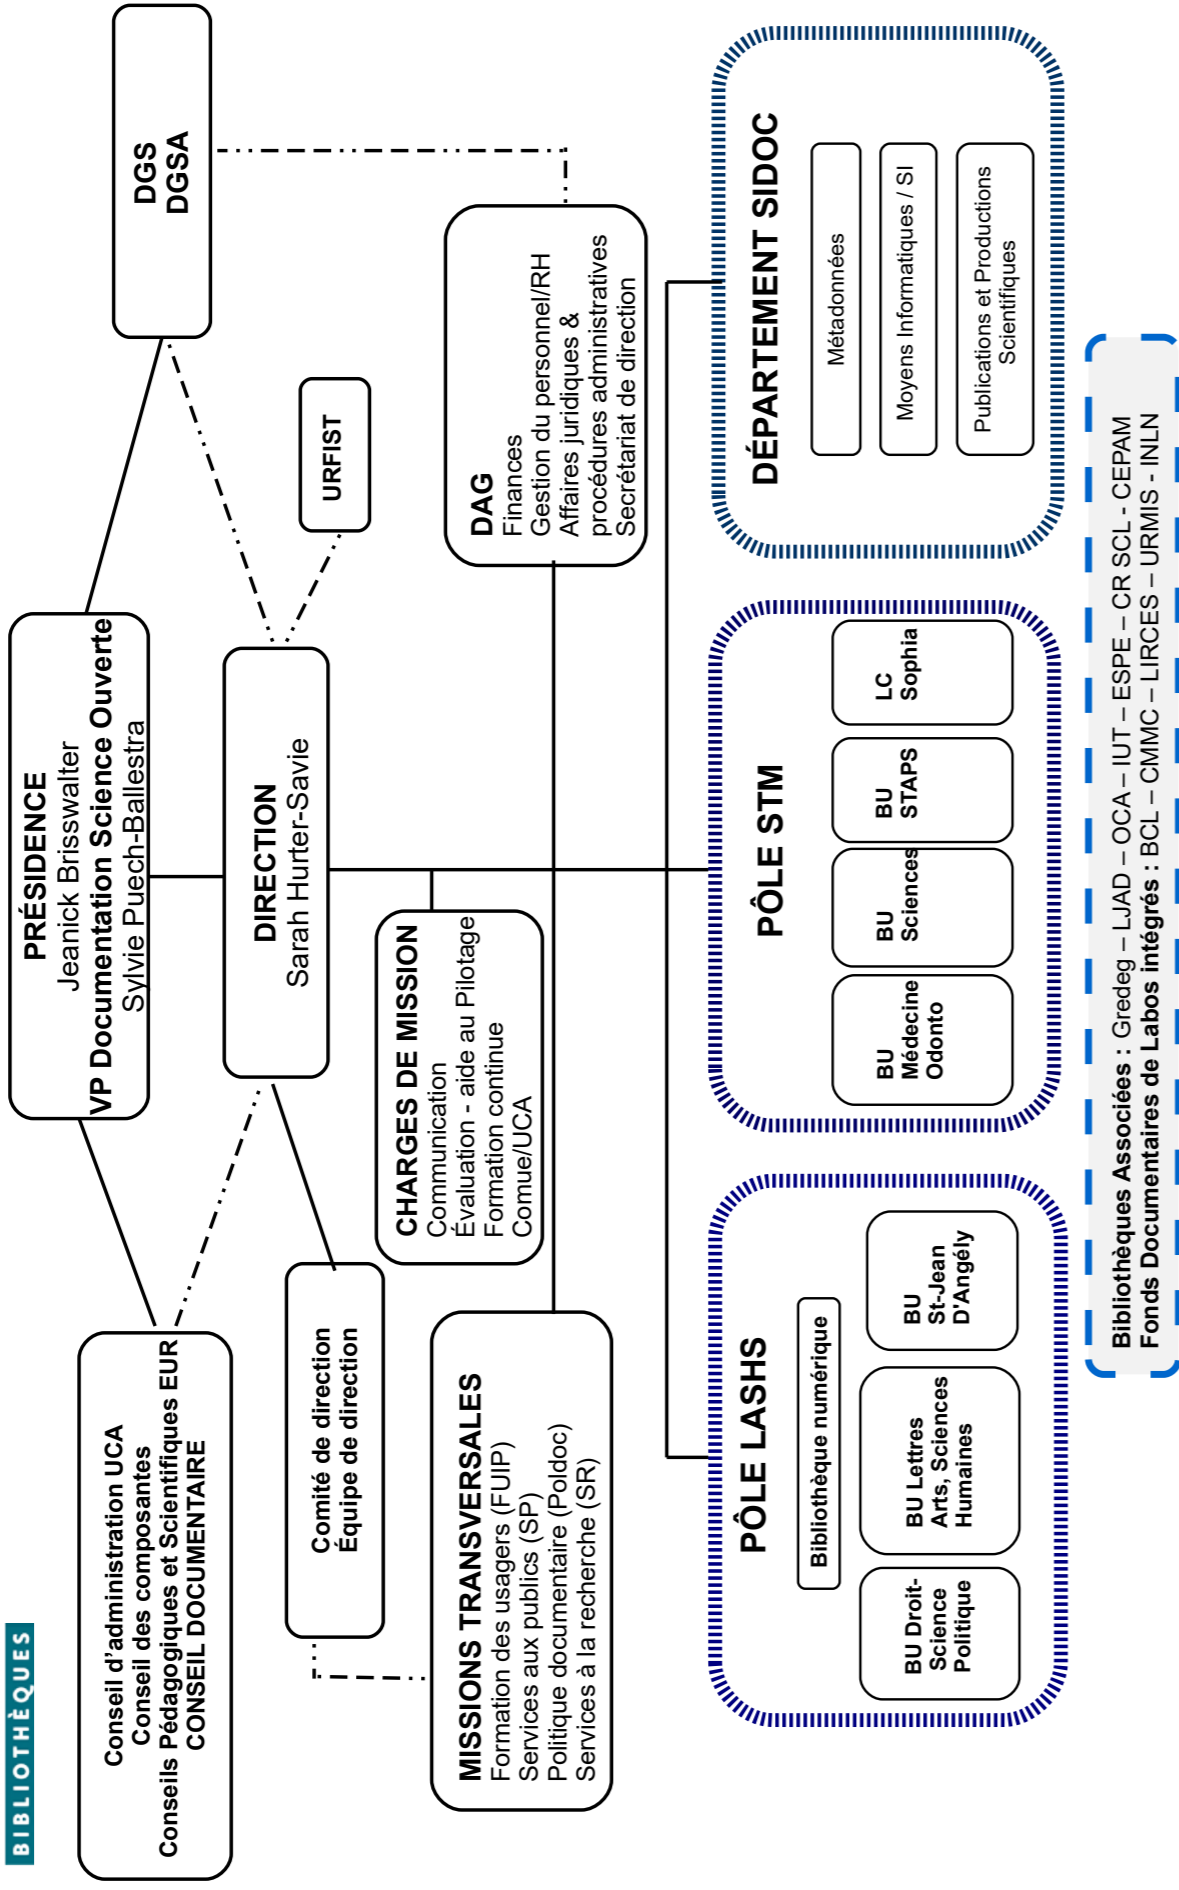 BIBLIOTHÈQUES
PRÉSIDENCE
Jeanick Brisswalter
VP Documentation Science Ouverte
Sylvie Puech-Ballestra
DGS
DGSA
Conseil d'administration UCA
Conseil des composantes
Conseils Pédagogiques et Scientifiques EUR
CONSEIL DOCUMENTAIRE
DIRECTION
Sarah Hurter-Savie
URFIST
Comité de direction
Équipe de direction
CHARGES DE MISSION
Communication
Évaluation - aide au Pilotage
Formation continue
Comue/UCA
MISSIONS TRANSVERSALES
Formation des usagers (FUIP)
Services aux publics (SP)
Politique documentaire (Poldoc)
Services à la recherche (SR)
DAG
Finances
Gestion du personnel/RH
Affaires juridiques &
procédures administratives
Secrétariat de direction
PÔLE LASHS
Bibliothèque numérique
BU Droit-
Science
Politique
BU Lettres
Arts, Sciences
Humaines
BU
St-Jean
D'Angély
PÔLE STM
BU
Médecine
Odonto
BU
Sciences
BU
STAPS
LC
Sophia
DÉPARTEMENT SIDOC
Métadonnées
Moyens Informatiques / SI
Publications et Productions
Scientifiques
Bibliothèques Associées : Gredeg – LJAD – OCA – IUT – ESPE – CR SCL - CEPAM
Fonds Documentaires de Labos intégrés : BCL – CMMC – LIRCES – URMIS - INLN